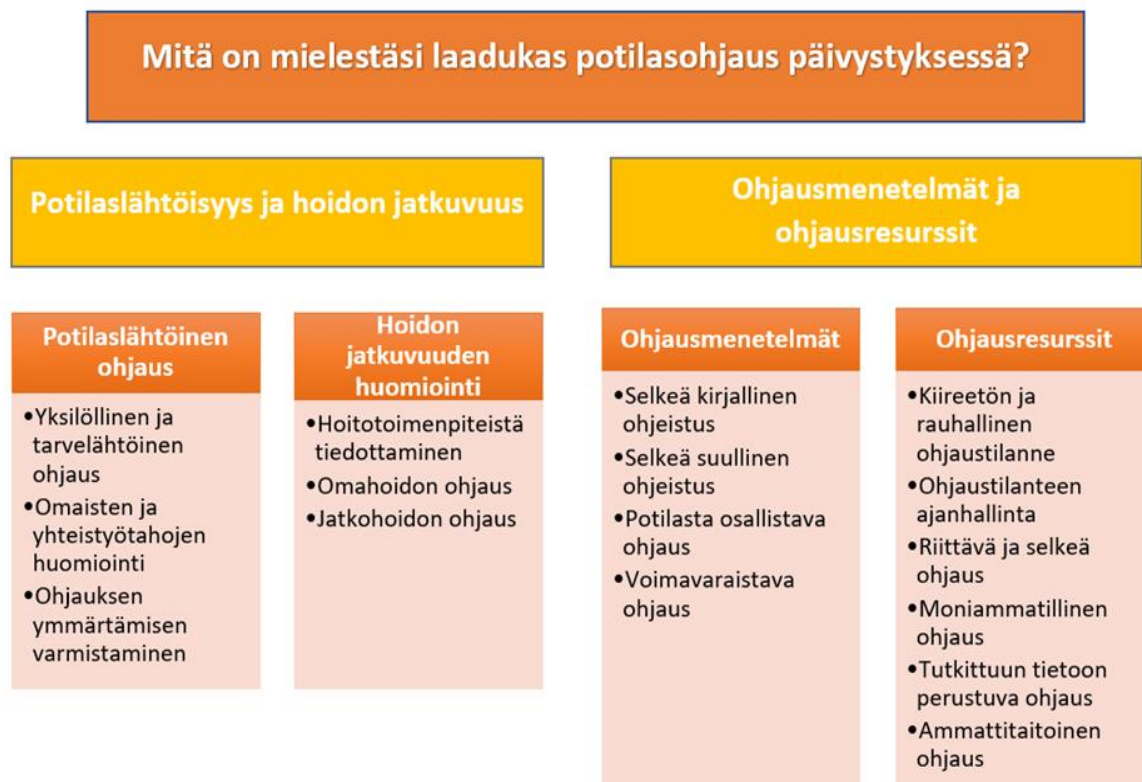 Mitä on mielestäsi laadukas potilasohjaus päivystyksessä?
Potilaslähtöisyys ja hoidon jatkuvuus
Ohjausmenetelmät ja
ohjausresurssit
Potilaslähtöinen
ohjaus
•Yksilöllinen ja
tarvelähtöinen
ohjaus
•Omaisten ja
yhteistyötahojen
huomiointi
•Ohjauksen
ymmärtämisen
varmistaminen
Hoidon
jatkuvuuden
huomiointi
•Hoitotoimenpiteistä
tiedottaminen
•Omahoidon ohjaus
•Jatkohoidon ohjaus
Ohjausmenetelmät
•Selkeä kirjallinen
ohjeistus
•Selkeä suullinen
ohjeistus
•Potilasta osallistava
ohjaus
•Voimavaraistava
ohjaus
Ohjausresurssit
•Kiireetön ja
rauhallinen
ohjaustilanne
•Ohjaustilanteen
ajanhallinta
•Riittävä ja selkeä
ohjaus
•Moniammatillinen
ohjaus
•Tutkittuun tietoon
perustuva ohjaus
•Ammattitaitoinen
ohjaus